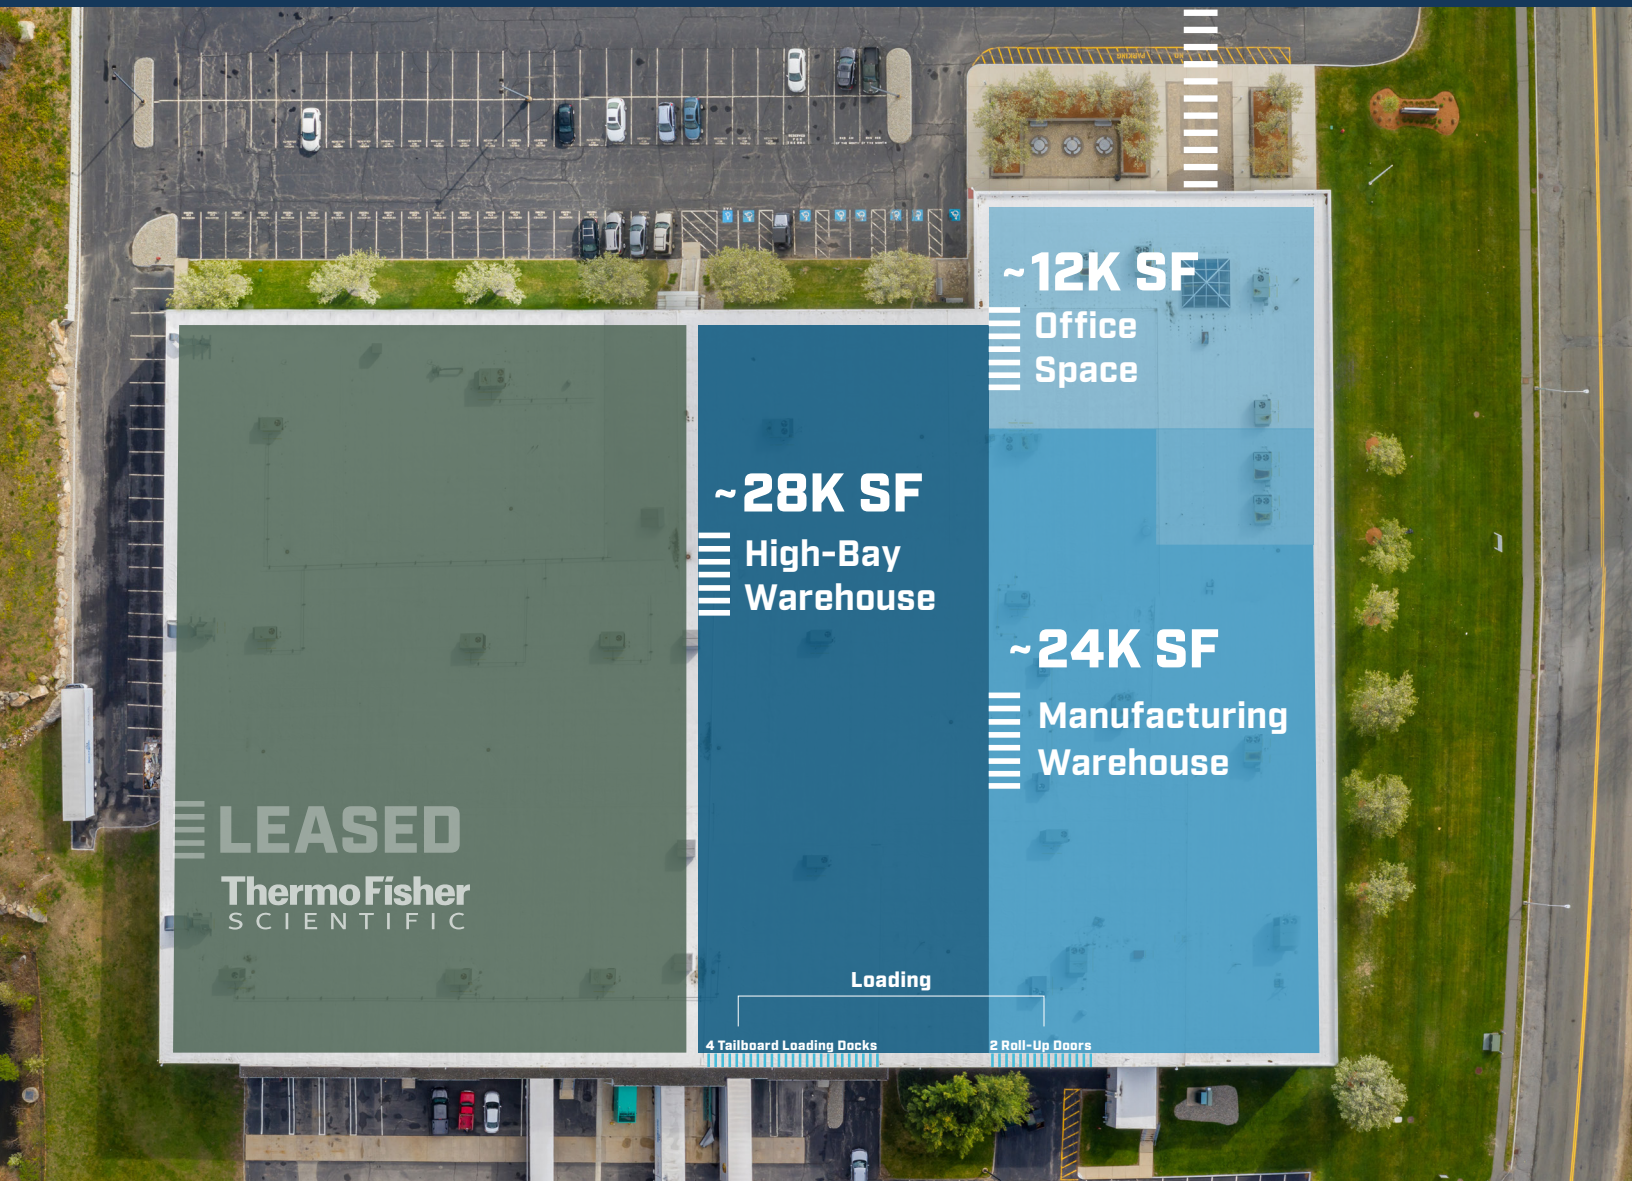 ~12K SF
Office
Space
~28K SF
High-Bay
Warehouse
~24K SF
Manufacturing
Warehouse
LEASED
ThermoFisher
SCIENTIFIC
Loading
4 Tailboard Loading Docks
2 Roll-Up Doors